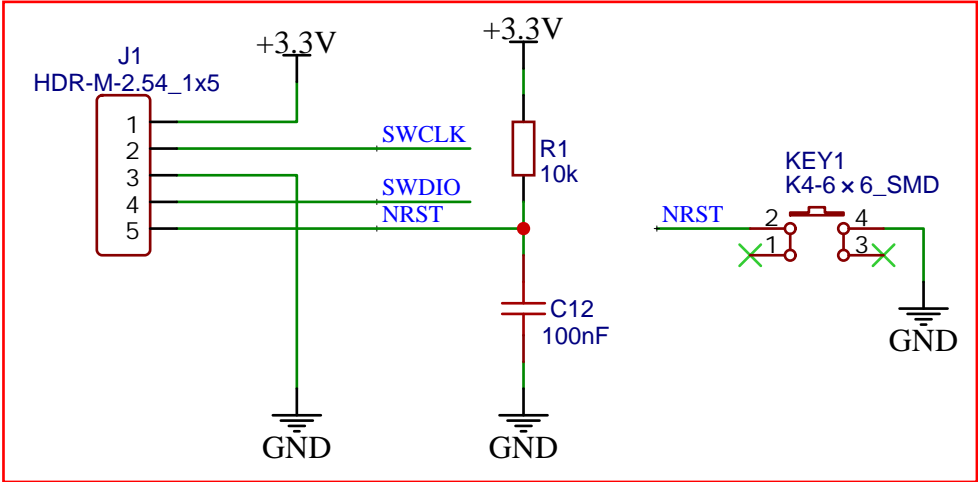 J1
HDR-M-2.54_1x5
1
2
3
4
5
+3.3V
SWCLK
SWDIO
NRST
GND
+3.3V
R1
10k
C12
100nF
GND
KEY1
K4-6×6_SMD
NRST
2
4
1
3
GND